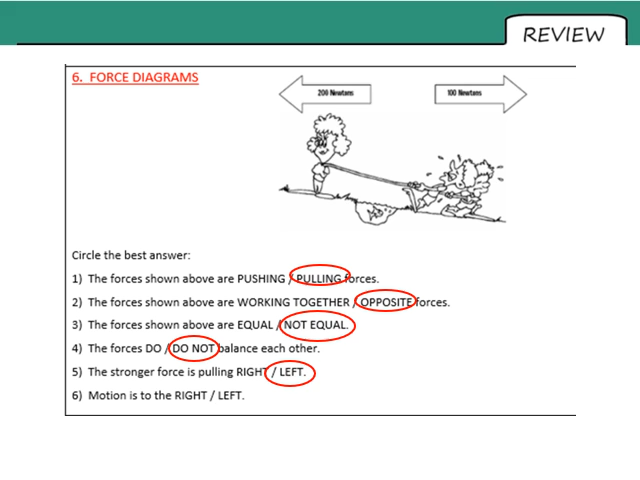 REVIEW
6. FORCE DIAGRAMS
200 Newtons
100 Newtons
Circle the best answer:
1) The forces shown above are PUSHING / PULLING forces.
2) The forces shown above are WORKING TOGETHER / OPPOSITE forces.
3) The forces shown above are EQUAL / NOT EQUAL.
4) The forces DO / DO NOT balance each other.
5) The stronger force is pulling RIGHT / LEFT.
6) Motion is to the RIGHT / LEFT.